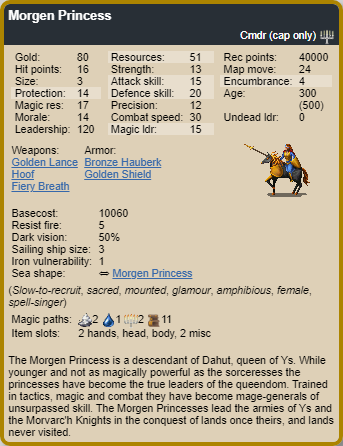 Morgen Princess
Cmdr (cap only)
Gold: 80 Resources: 51 Rec points: 40000
Hit points: 16 Strength: 13 Map move: 24
Size: 3 Attack skill: 15 Encumbrance: 4
Protection: 14 Defence skill: 20 Age: 300
Magic res: 17 Precision: 12 (500)
Morale: 14 Combat speed: 30 Undead ldr: 0
Leadership: 120 Magic ldr: 15
Weapons: Armor:
Golden Lance Bronze Hauberk
Hoof Golden Shield
Fiery Breath
Basecost: 10060
Resist fire: 5
Dark vision: 50%
Sailing ship size: 3
Iron vulnerability: 1
Sea shape: ⇔ Morgen Princess
(Slow-to-recruit, sacred, mounted, glamour, amphibious, female,
spell-singer)
Magic paths: 2 1 2 11
Item slots: 2 hands, head, body, 2 misc
The Morgen Princess is a descendant of Dahut, queen of Ys. While
younger and not as magically powerful as the sorceresses the
princesses have become the true leaders of the queendom. Trained
in tactics, magic and combat they have become mage-generals of
unsurpassed skill. The Morgen Princesses lead the armies of Ys and
the Morvarc'h Knights in the conquest of lands once theirs, and lands
never visited.